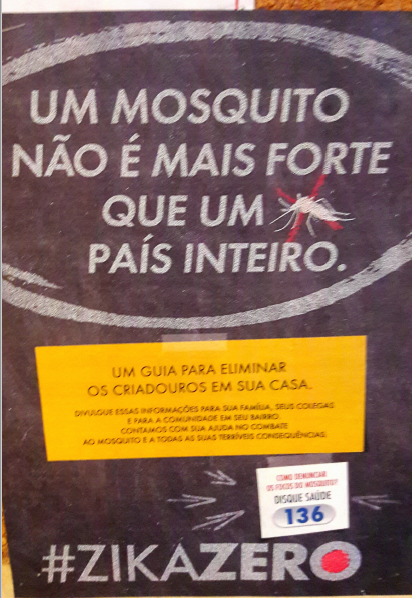 UM MOSQUITO
NÃO É MAIS FORTE
QUE UM
PAÍS INTEIRO.
UM GUIA PARA ELIMINAR
OS CRIADOUROS EM SUA CASA.
DIVULGUE ESSAS INFORMAÇÕES PARA SUA FAMÍLIA, SEUS COLEGAS
E PARA A COMUNIDADE EM SEU BAIRRO.
CONTAMOS COM SUA AJUDA NO COMBATE
AO MOSQUITO E A TODAS AS SUAS TERRÍVEIS CONSEQUÊNCIAS.
COMO DENUNCIAR
OS FOCOS DO MOSQUITO?
DISQUE SAÚDE
136
#ZIKAZERO